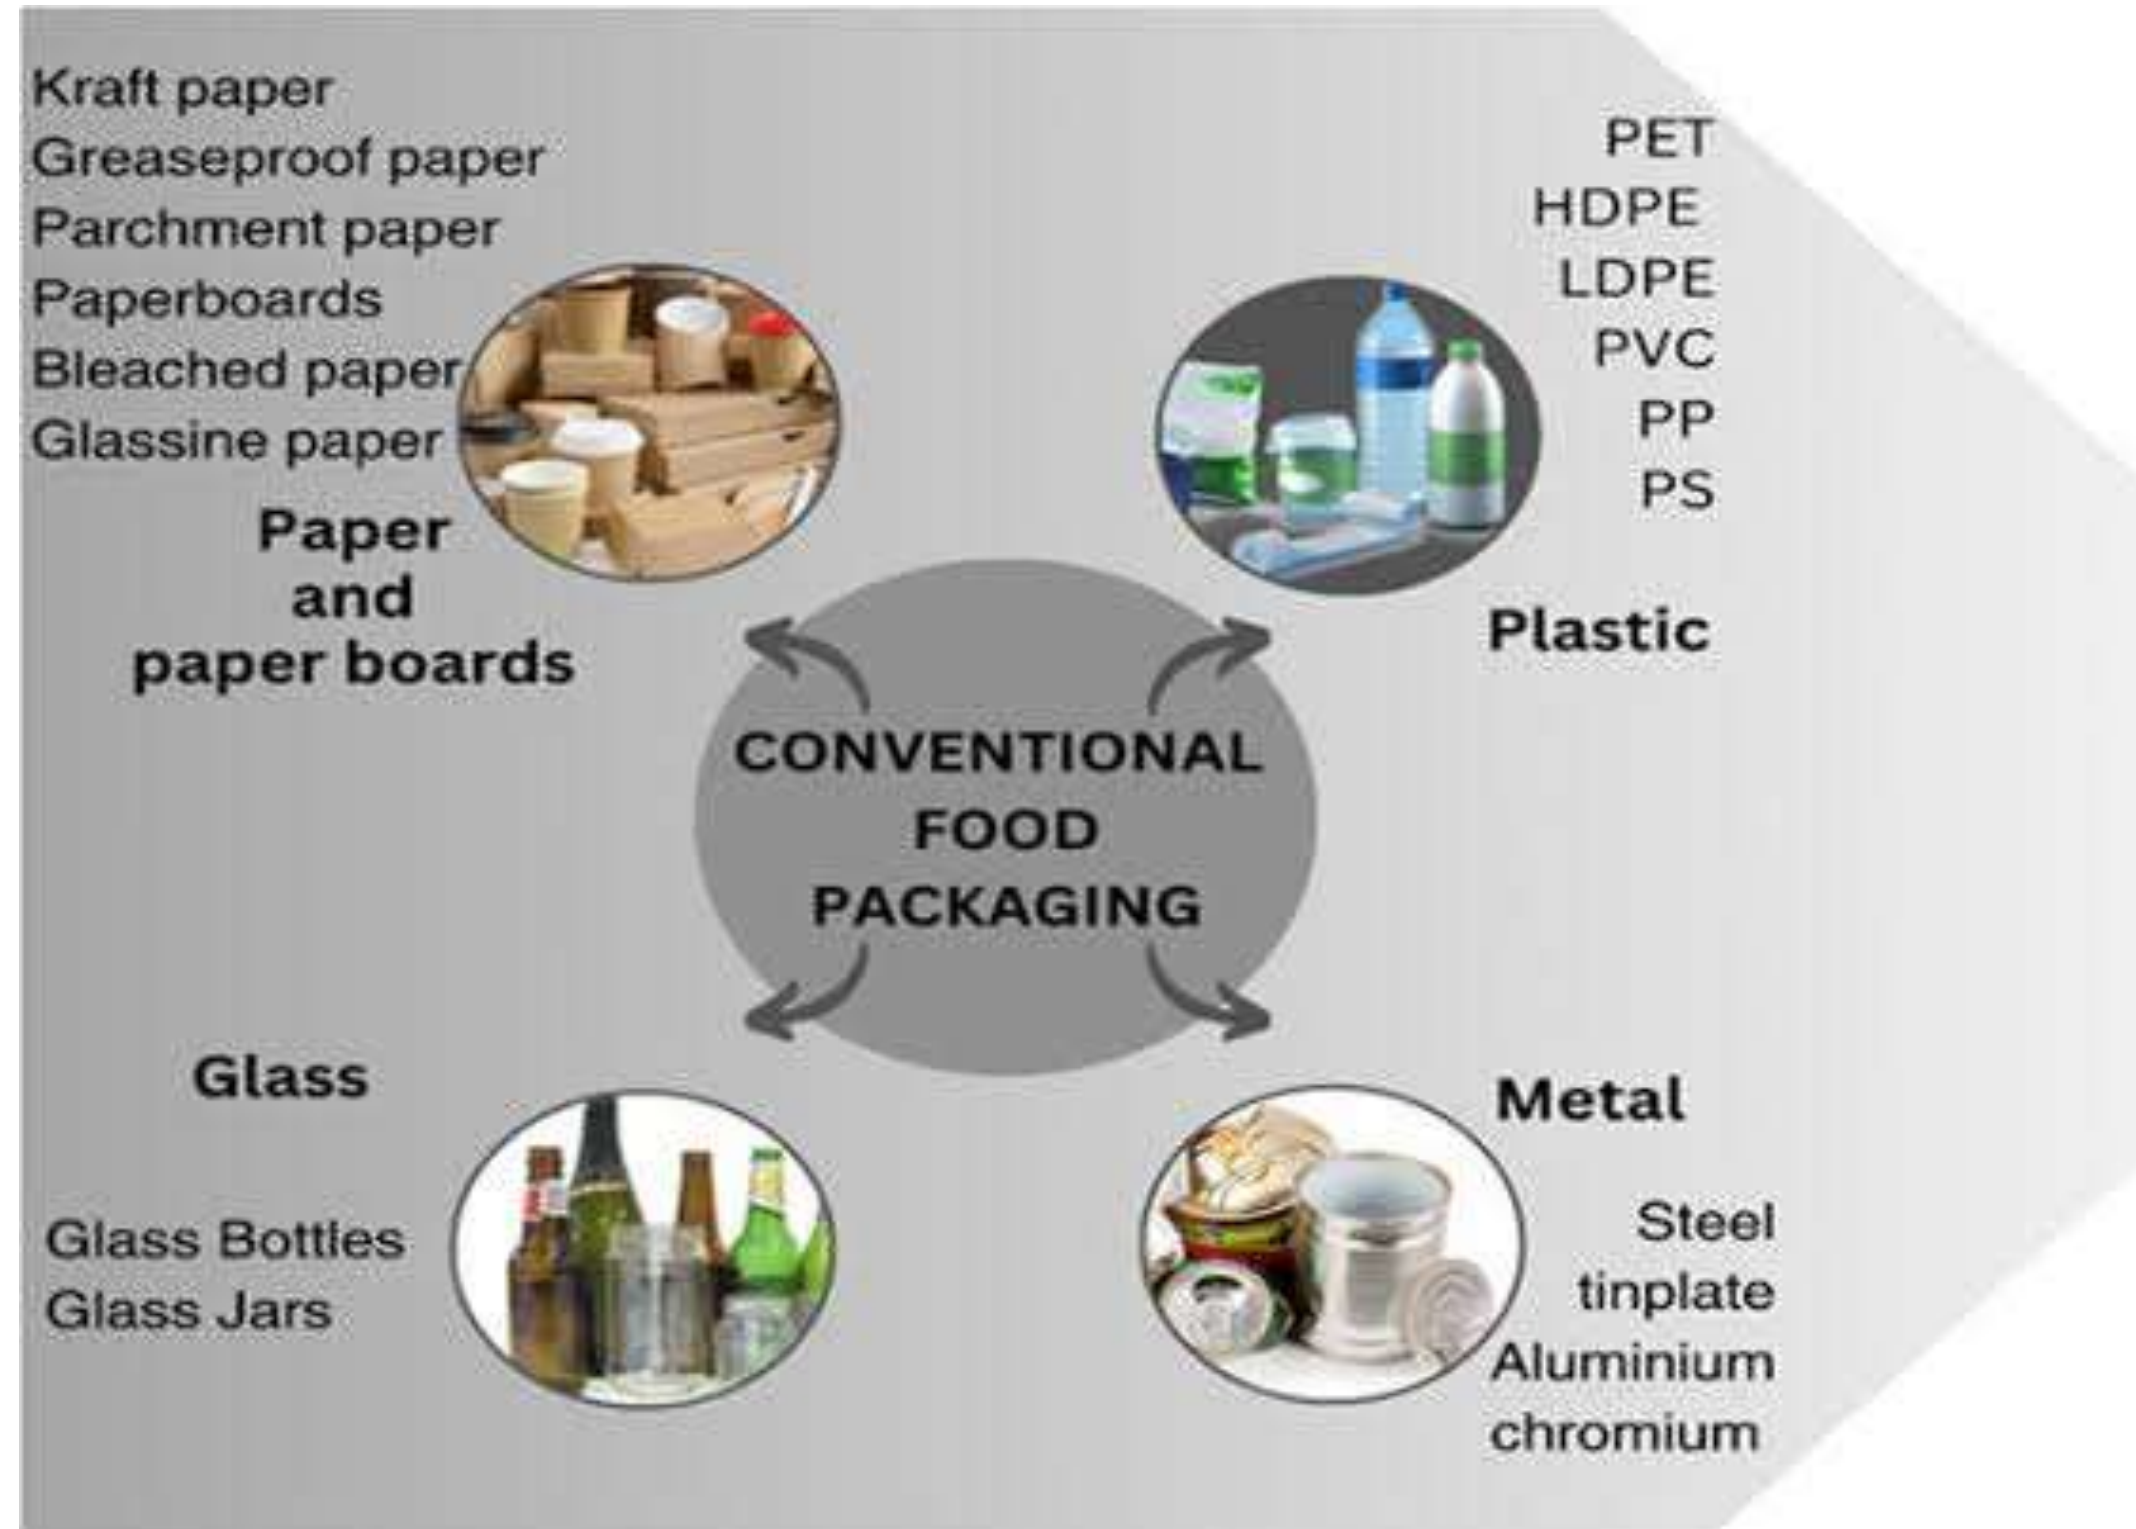 Kraft paper
Greaseproof paper
Parchment paper
Paperboards
Bleached paper
Glassine paper
Paper
and
paper boards
PET
HDPE
LDPE
PVC
PP
PS
Plastic
CONVENTIONAL
FOOD
PACKAGING
Glass
Glass Bottles
Glass Jars
Metal
Steel
tinplate
Aluminium
chromium